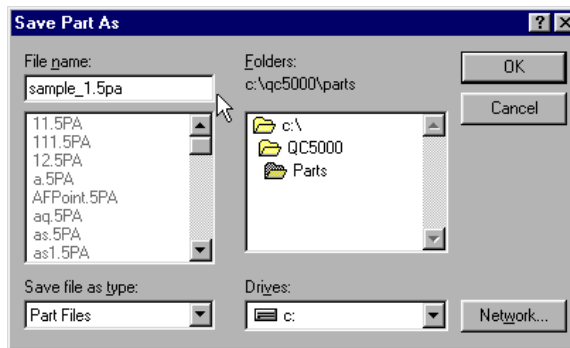 Save Part As
File name:
sample_1.5pa
11.5PA
111.5PA
12.5PA
a.5PA
AFPoint.5PA
aq.5PA
as.5PA
as1.5PA
Save file as type:
Part Files
Folders:
c:\qc5000\parts
c:\
QC5000
Parts
Drives:
c:
OK
Cancel
Network...